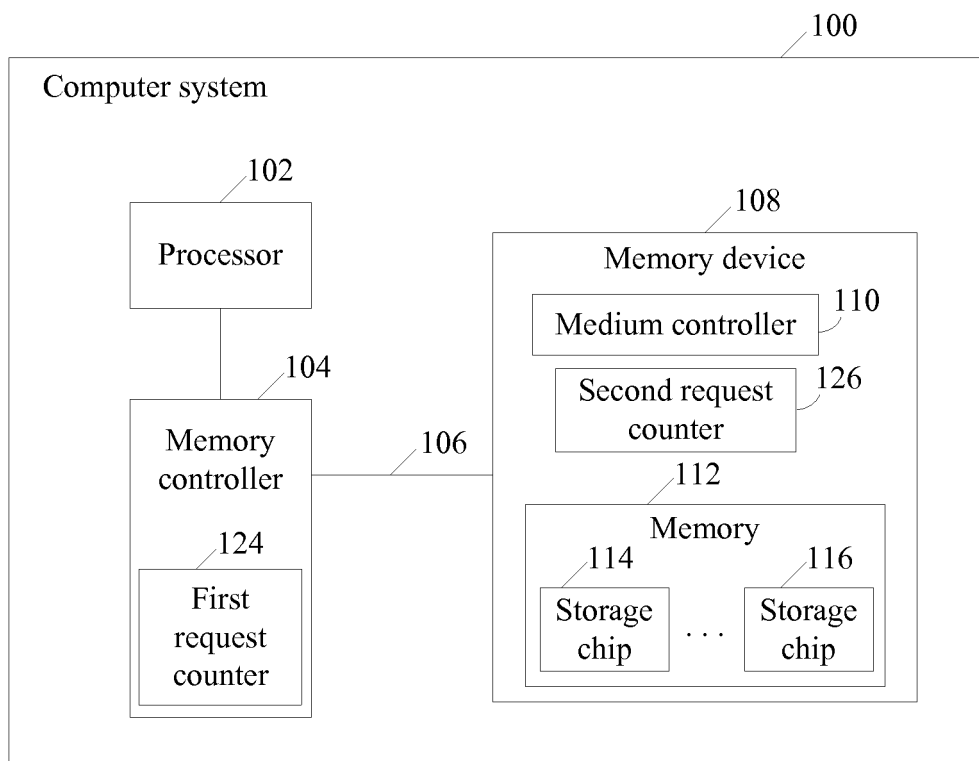 100
Computer system
102
Processor
104
Memory
controller
124
First
request
counter
106
108
Memory device
Medium controller
110
Second request
counter
126
112
Memory
114
Storage
chip
. . .
116
Storage
chip